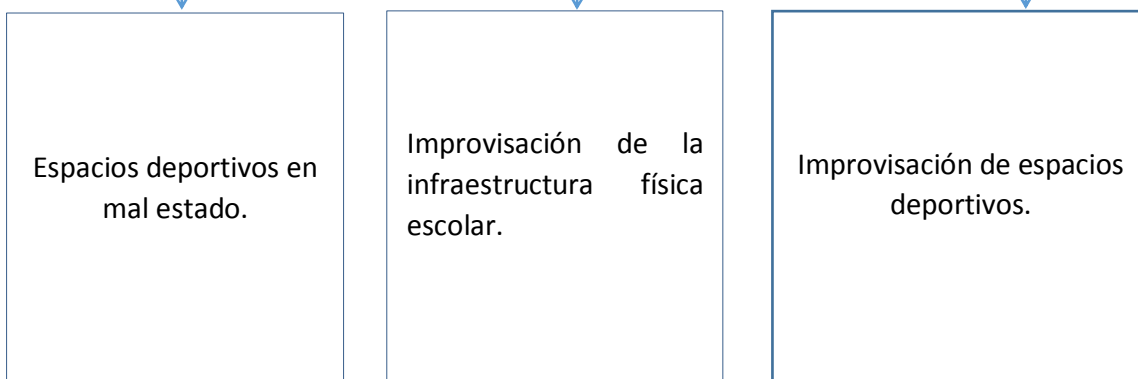 Espacios deportivos en
mal estado.
Improvisación de la
infraestructura física
escolar.
Improvisación de espacios
deportivos.